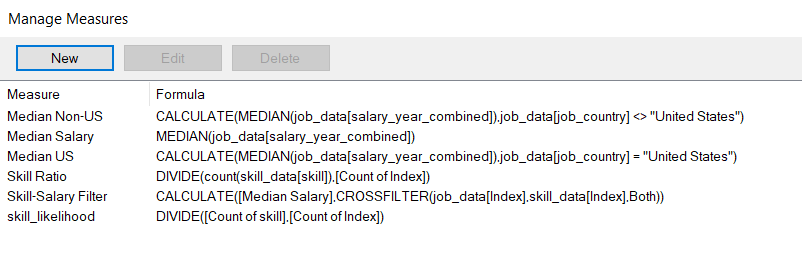 Manage Measures
New Edit Delete
Measure Formula
Median Non-US CALCULATE(MEDIAN(job_data[salary_year_combined]),job_data[job_country] <> "United States")
Median Salary MEDIAN(job_data[salary_year_combined])
Median US CALCULATE(MEDIAN(job_data[salary_year_combined]),job_data[job_country] = "United States")
Skill Ratio DIVIDE(count(skill_data[skill]),[Count of Index])
Skill-Salary Filter CALCULATE([Median Salary],CROSSFILTER(job_data[Index],skill_data[Index],Both))
skill_likelihood DIVIDE([Count of skill],[Count of Index])